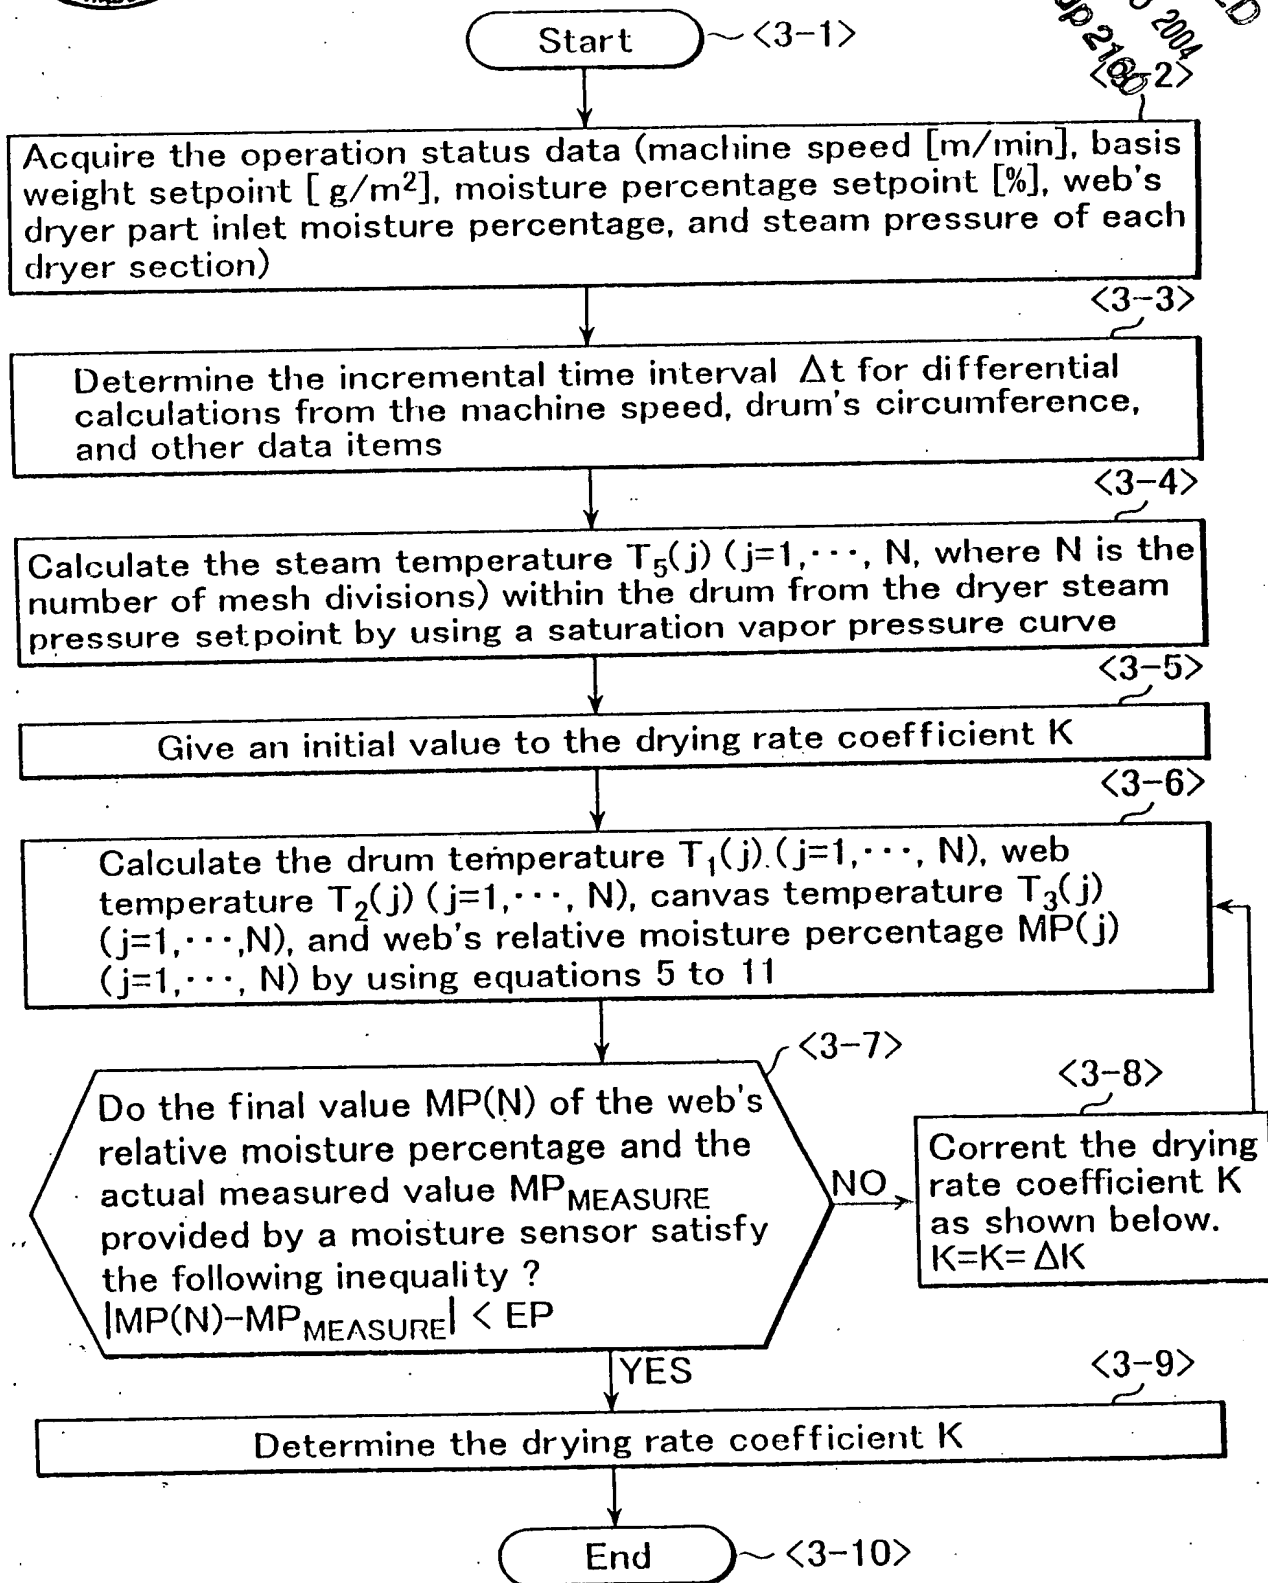 Start
<3-1>
2004
2100
-2>
Acquire the operation status data (machine speed [m/min], basis
weight setpoint [ g/m²], moisture percentage setpoint [%], web's
dryer part inlet moisture percentage, and steam pressure of each
dryer section)
<3-3>
Determine the incremental time interval Δt for differential
calculations from the machine speed, drum's circumference,
and other data items
<3-4>
Calculate the steam temperature T₅(j) (j=1,···, N, where N is the
number of mesh divisions) within the drum from the dryer steam
pressure setpoint by using a saturation vapor pressure curve
<3-5>
Give an initial value to the drying rate coefficient K
<3-6>
Calculate the drum temperature T₁(j) (j=1,···, N), web
temperature T₂(j) (j=1,···, N), canvas temperature T₃(j)
(j=1,···,N), and web's relative moisture percentage MP(j)
(j=1,···, N) by using equations 5 to 11
<3-7>
Do the final value MP(N) of the web's
relative moisture percentage and the
actual measured value MP_MEASURE
provided by a moisture sensor satisfy
the following inequality ?
|MP(N)-MP_MEASURE| < EP
NO
<3-8>
Corrent the drying
rate coefficient K
as shown below.
K=K= ΔK
YES
<3-9>
Determine the drying rate coefficient K
End
<3-10>